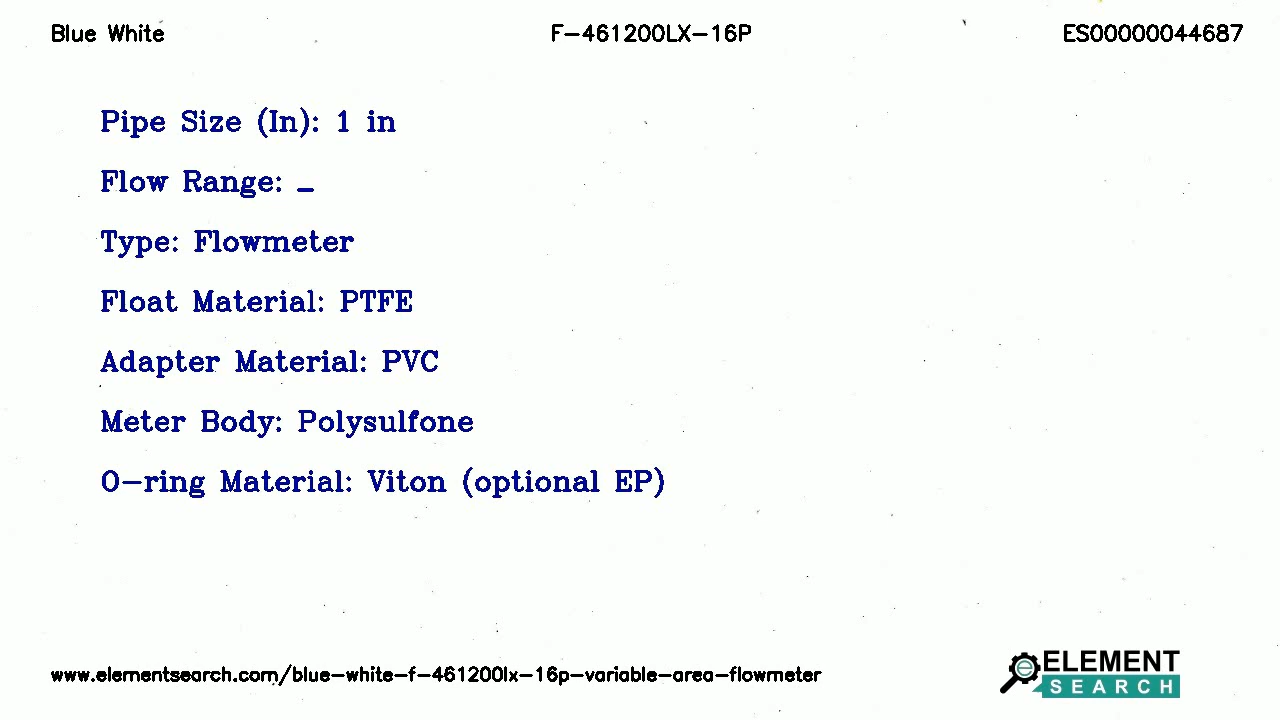 Blue White
F-461200LX-16P
ES00000044687
Pipe Size (In): 1 in
Flow Range: _
Type: Flowmeter
Float Material: PTFE
Adapter Material: PVC
Meter Body: Polysulfone
O-ring Material: Viton (optional EP)
www.elementsearch.com/blue-white-f-461200lx-16p-variable-area-flowmeter
ELEMENT
SEARCH